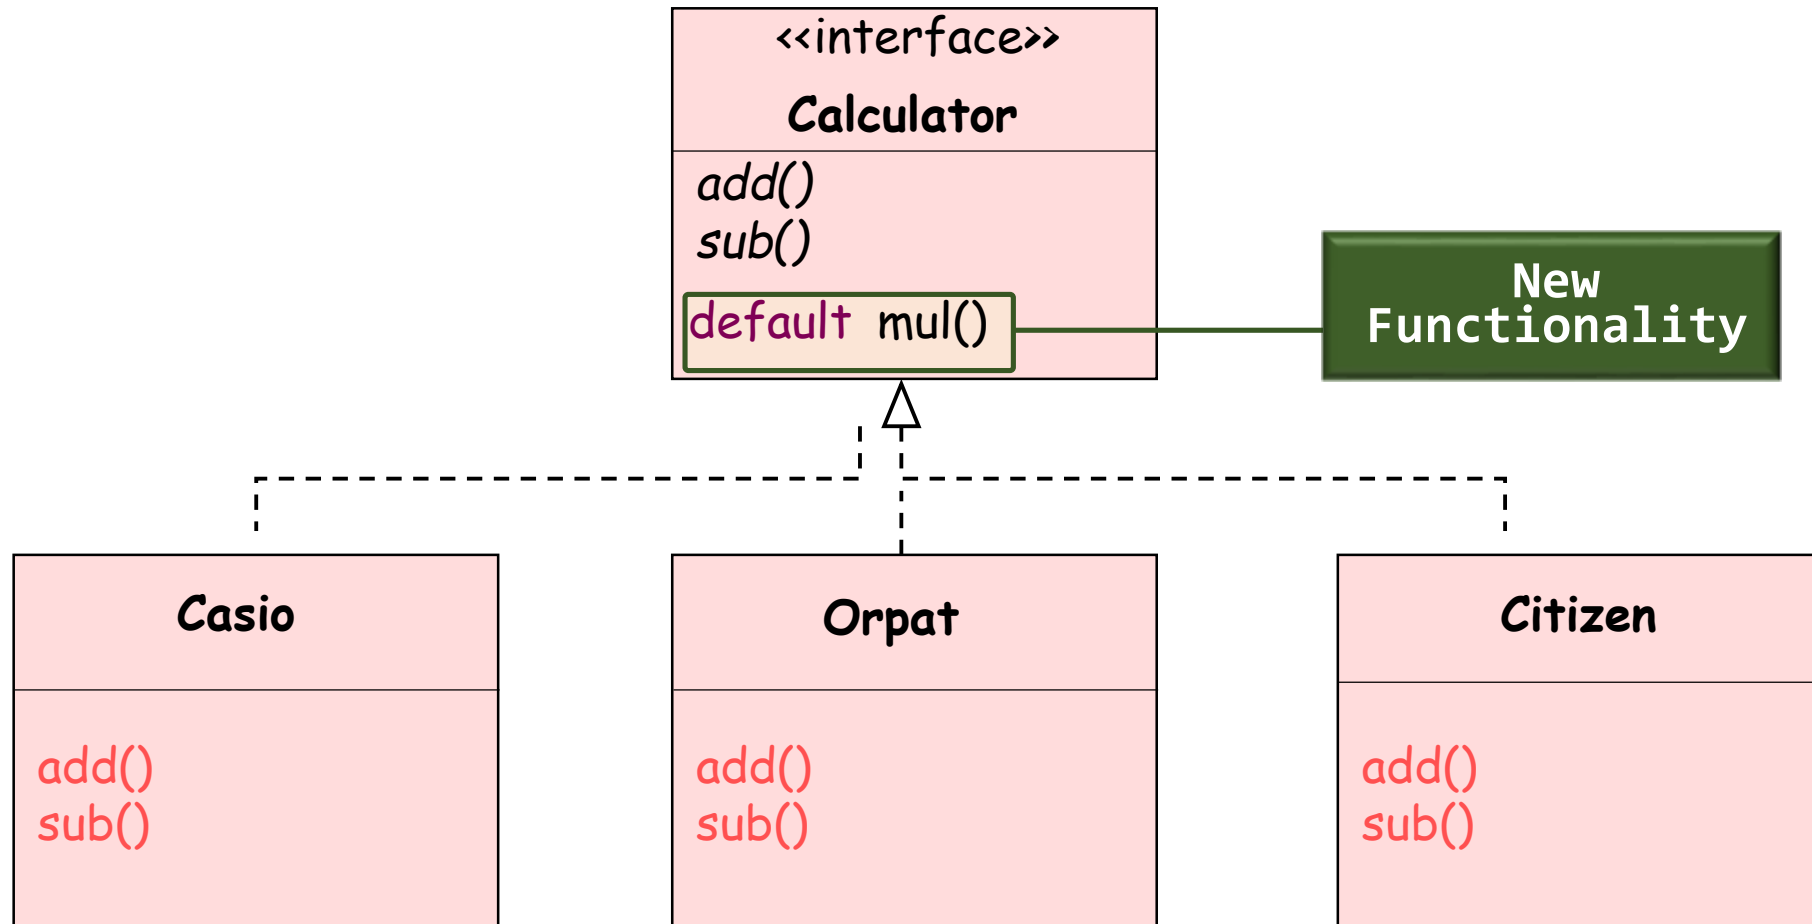 <<interface>>
Calculator
add()
sub()
default mul()
New
Functionality
Casio
add()
sub()
Orpat
add()
sub()
Citizen
add()
sub()